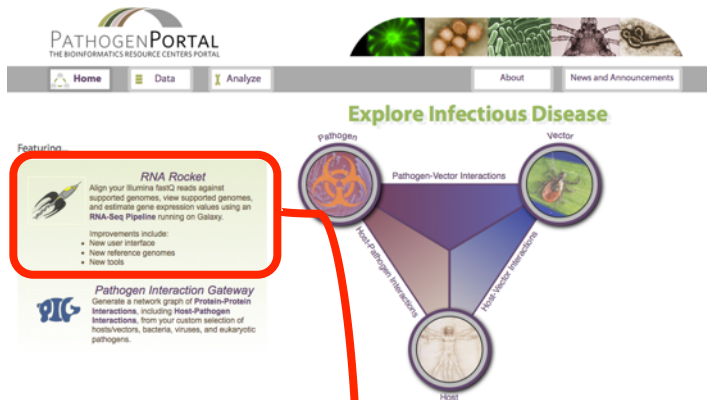 PATHOGENPORTAL
THE BIOINFORMATICS RESOURCE CENTERS PORTAL
Home
Data
Analyze
About
News and Announcements
Explore Infectious Disease
Featuring...
RNA Rocket
Align your Illumina fastQ reads against
supported genomes, view supported genomes,
and estimate gene expression values using an
RNA-Seq Pipeline running on Galaxy.
Improvements include:
• New user interface
• New reference genomes
• New tools
Pathogen Interaction Gateway
PIG
Generate a network graph of Protein-Protein
Interactions, including Host-Pathogen
Interactions, from your custom selection of
hosts/vectors, bacteria, viruses, and eukaryotic
pathogens.
Pathogen
Vector
Pathogen-Vector Interactions
Host-Pathogen Interactions
Host-Vector Interactions
Host